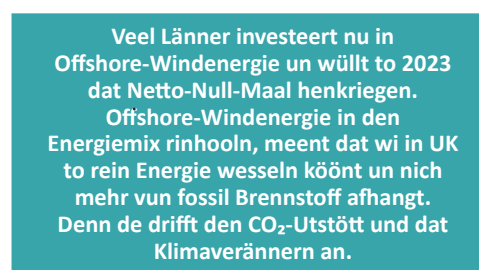 Veel Länner investeert nu in
Offshore-Windenergie un wüllt to 2023
dat Netto-Null-Maal henkriegen.
Offshore-Windenergie in den
Energiemix rinhooln, meent dat wi in UK
to rein Energie wesseln köönt un nich
mehr vun fossil Brennstoff afhangt.
Denn de drifft den CO₂-Utstött und dat
Klimaverännern an.